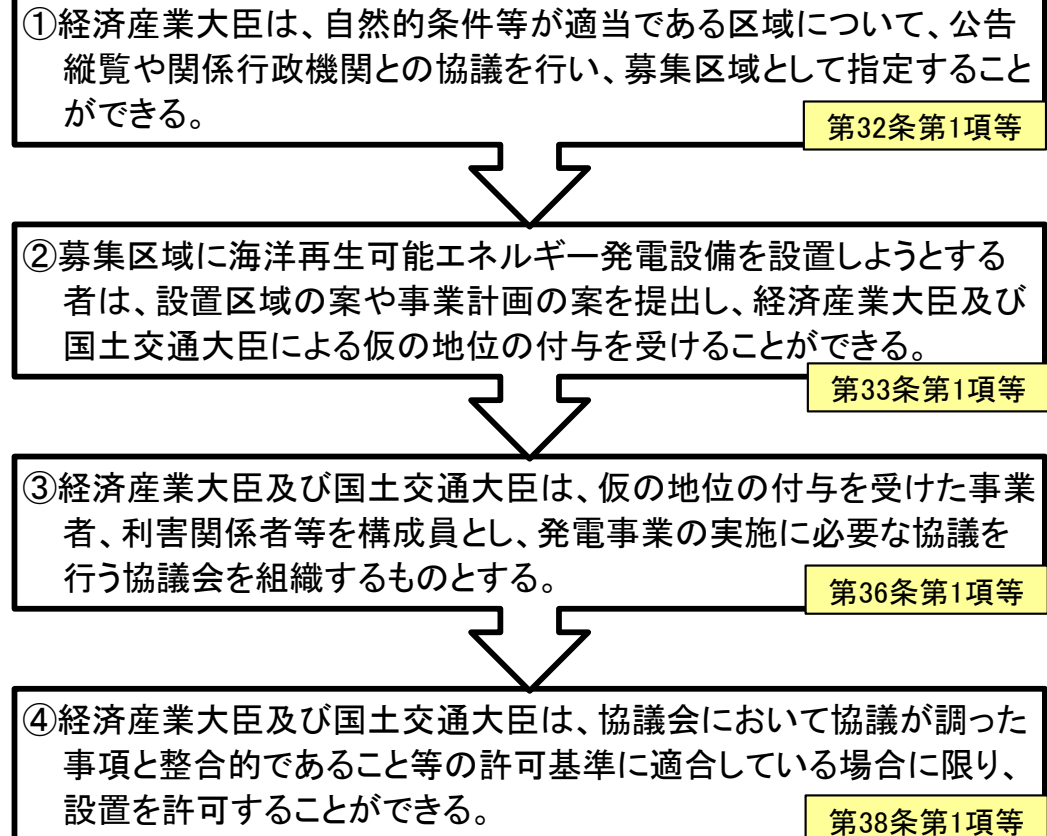 ①経済産業大臣は、自然的条件等が適当である区域について、公告
縦覧や関係行政機関との協議を行い、募集区域として指定すること
ができる。
第32条第1項等
②募集区域に海洋再生可能エネルギー発電設備を設置しようとする
者は、設置区域の案や事業計画の案を提出し、経済産業大臣及び
国土交通大臣による仮の地位の付与を受けることができる。
第33条第1項等
③経済産業大臣及び国土交通大臣は、仮の地位の付与を受けた事業
者、利害関係者等を構成員とし、発電事業の実施に必要な協議を
行う協議会を組織するものとする。
第36条第1項等
④経済産業大臣及び国土交通大臣は、協議会において協議が調った
事項と整合的であること等の許可基準に適合している場合に限り、
設置を許可することができる。
第38条第1項等